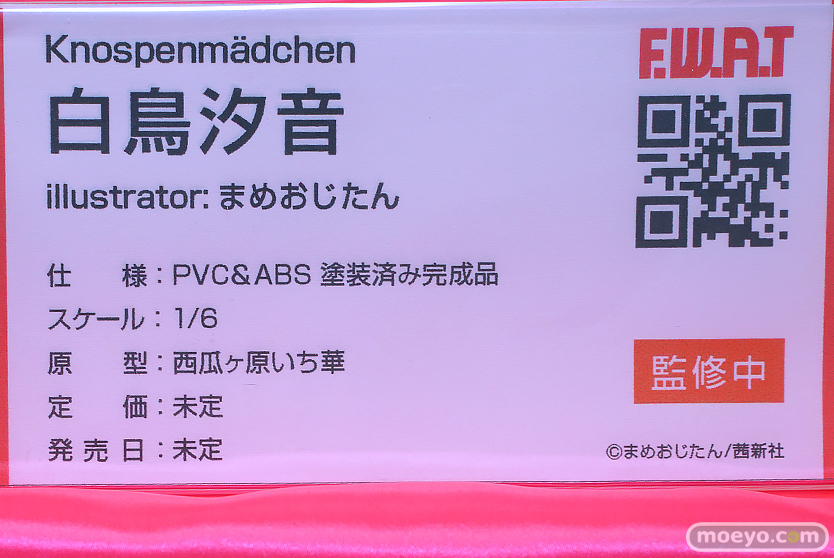 Knospenmädchen
F.W.A.T
白鳥汐音
illustrator: まめおじたん
仕　様：PVC&ABS 塗装済み完成品
スケール：1/6
原　型：西瓜ヶ原いち華
定　価：未定
発売日：未定
監修中
©まめおじたん/茜新社
moeyo.com